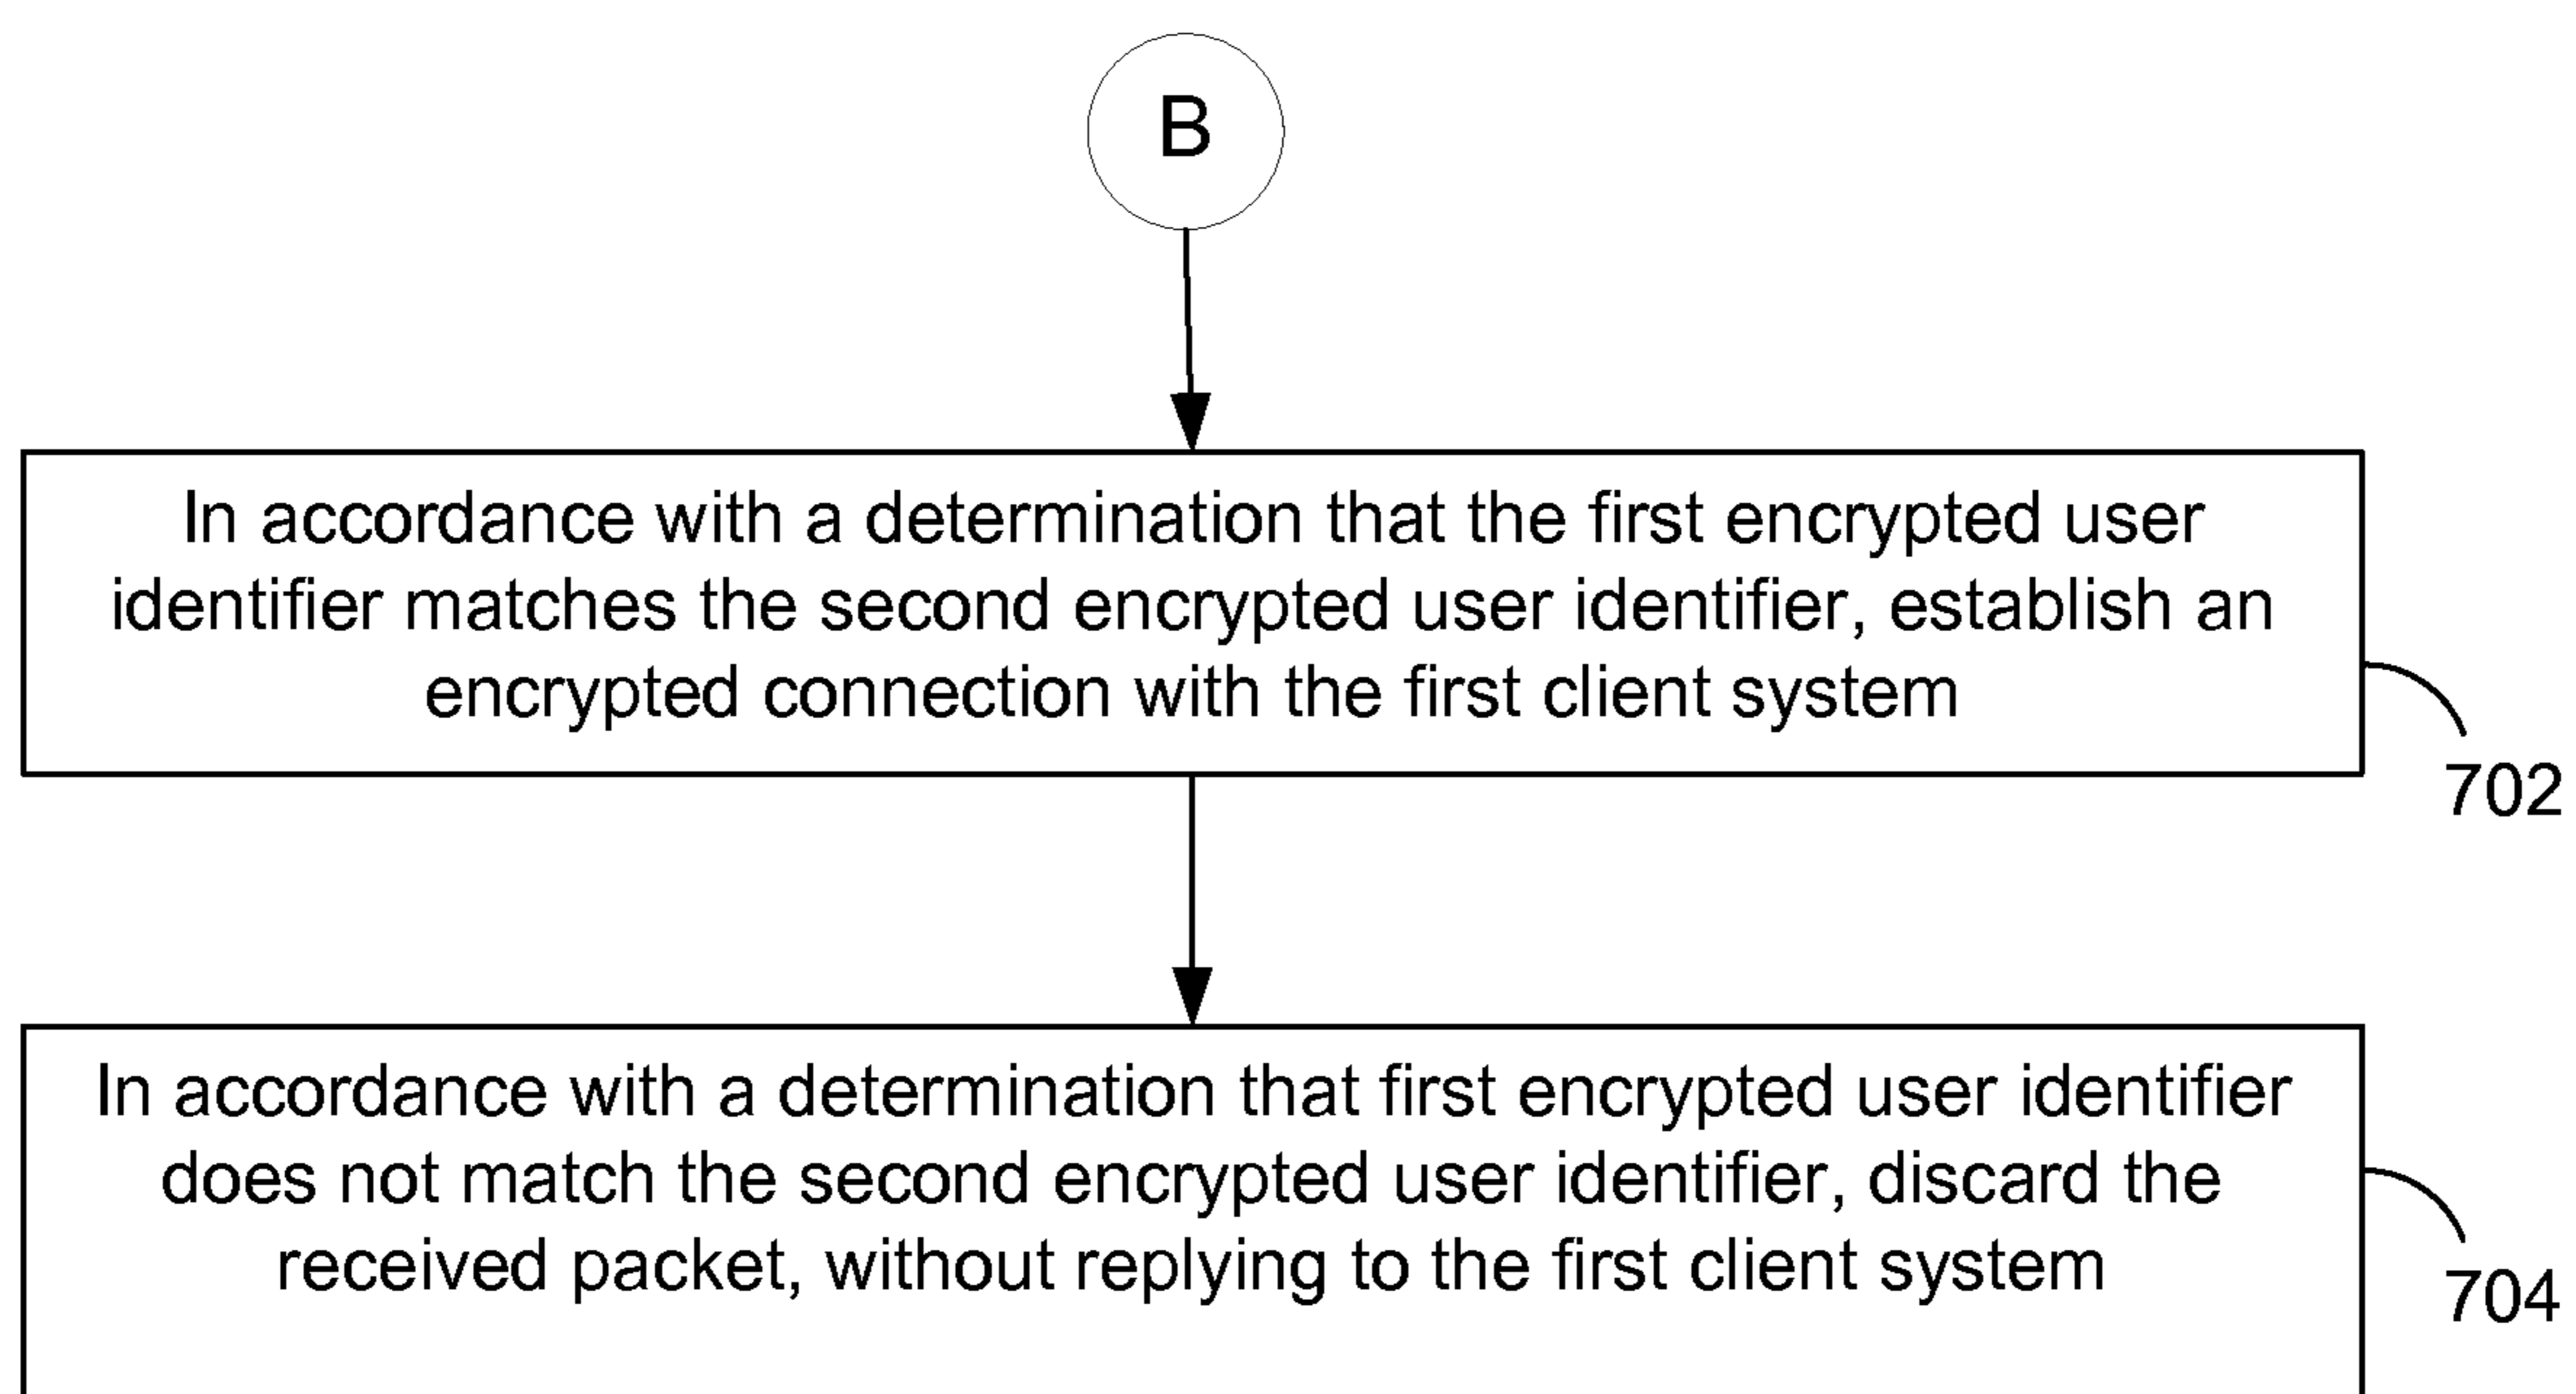 B
In accordance with a determination that the first encrypted user
identifier matches the second encrypted user identifier, establish an
encrypted connection with the first client system
702
In accordance with a determination that first encrypted user identifier
does not match the second encrypted user identifier, discard the
received packet, without replying to the first client system
704